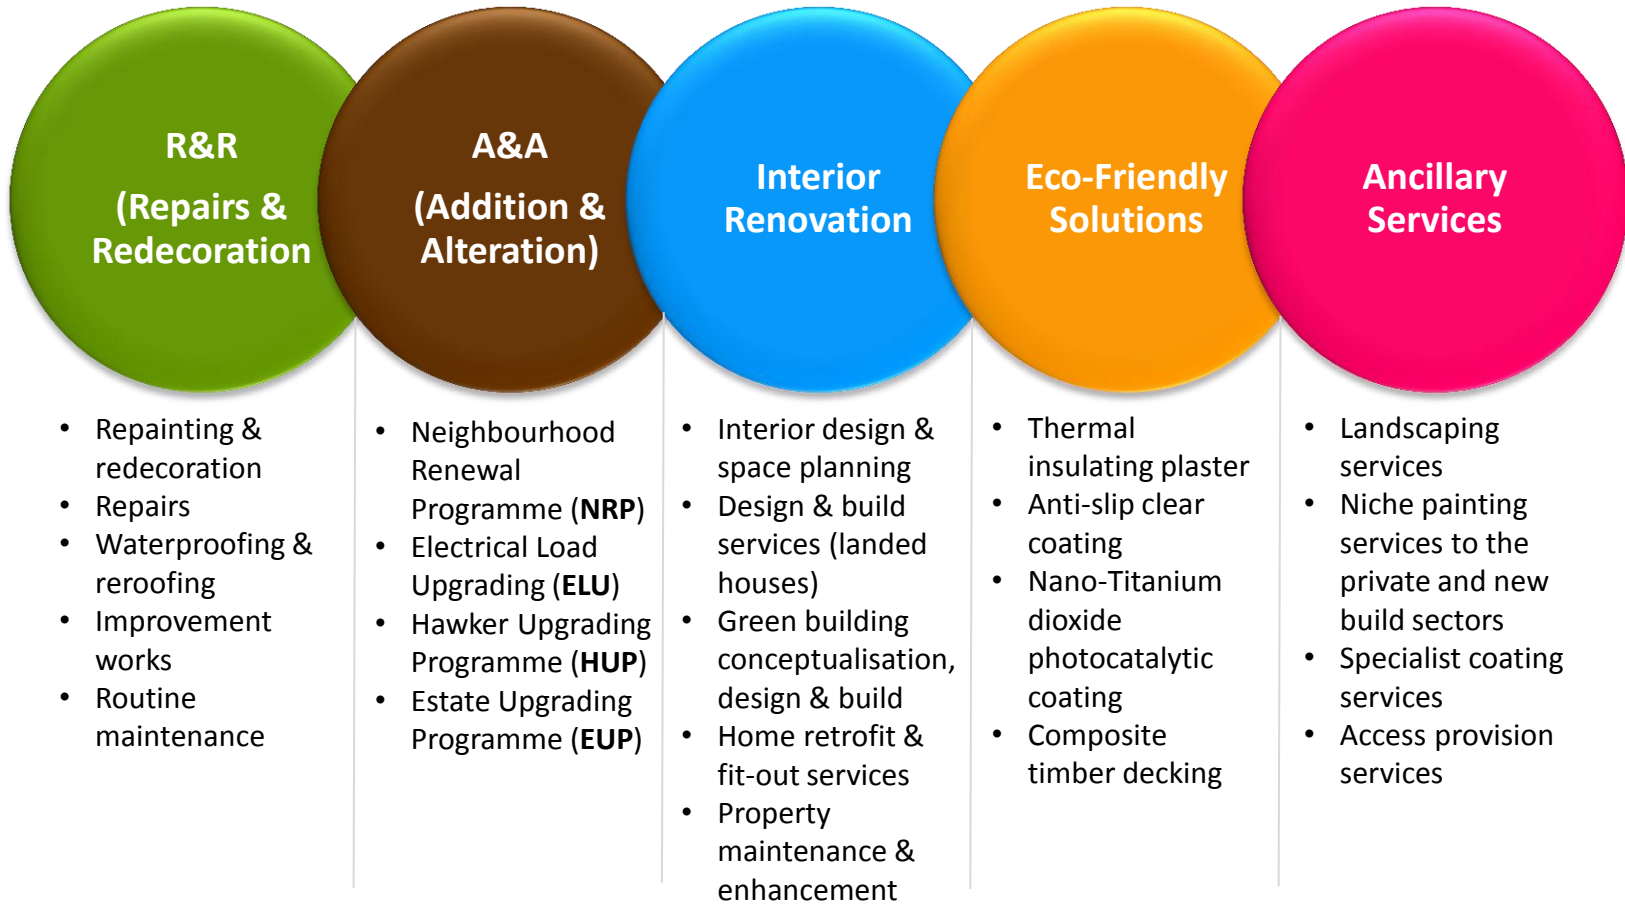 R&R
(Repairs &
Redecoration
A&A
(Addition &
Alteration)
Interior
Renovation
Eco-Friendly
Solutions
Ancillary
Services
• Repainting &
redecoration
• Repairs
• Waterproofing &
reroofing
• Improvement
works
• Routine
maintenance
• Neighbourhood
Renewal
Programme (NRP)
• Electrical Load
Upgrading (ELU)
• Hawker Upgrading
Programme (HUP)
• Estate Upgrading
Programme (EUP)
• Interior design &
space planning
• Design & build
services (landed
houses)
• Green building
conceptualisation,
design & build
• Home retrofit &
fit-out services
• Property
maintenance &
enhancement
• Thermal
insulating plaster
• Anti-slip clear
coating
• Nano-Titanium
dioxide
photocatalytic
coating
• Composite
timber decking
• Landscaping
services
• Niche painting
services to the
private and new
build sectors
• Specialist coating
services
• Access provision
services